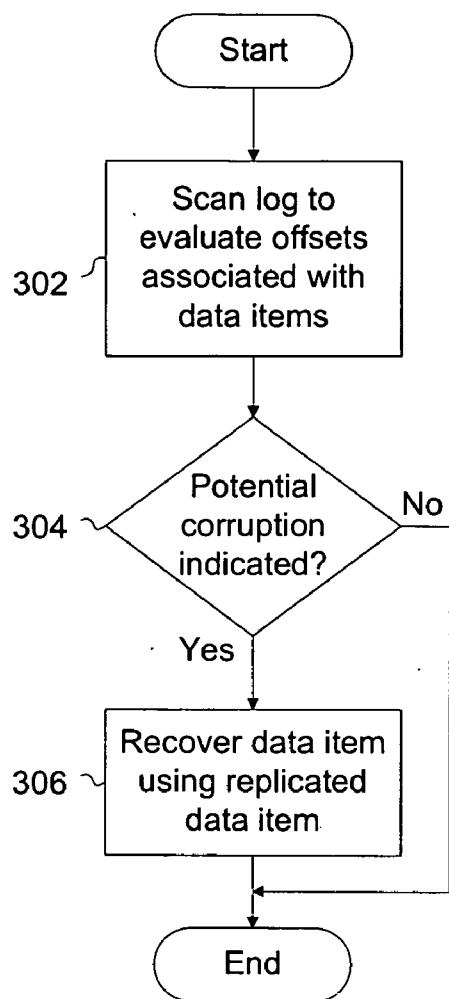 Start
302
Scan log to
evaluate offsets
associated with
data items
304
Potential
corruption
indicated?
No
Yes
306
Recover data item
using replicated
data item
End